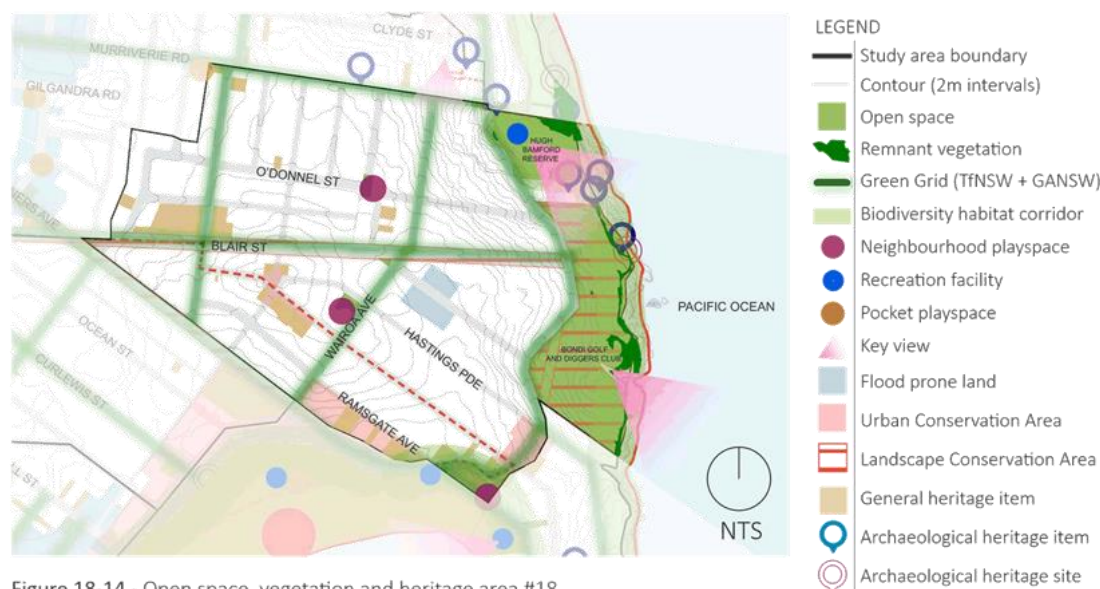 CLYDE ST
MURRIVERIE RD
GILGANDRA RD
HUGH
BAMFORD
RESERVE
O'DONNEL ST
BLAIR ST
PACIFIC OCEAN
WAIROA AVE
HASTINGS PDE
OCEAN ST
BONDI GOLF
AND DIGGERS CLUB
CURLEWIS ST
RAMSGATE AVE
NTS
LEGEND
Study area boundary
Contour (2m intervals)
Open space
Remnant vegetation
Green Grid (TfNSW + GANSW)
Biodiversity habitat corridor
Neighbourhood playspace
Recreation facility
Pocket playspace
Key view
Flood prone land
Urban Conservation Area
Landscape Conservation Area
General heritage item
Archaeological heritage item
Archaeological heritage site
Figure 18-14 - Open space, vegetation and heritage area #18